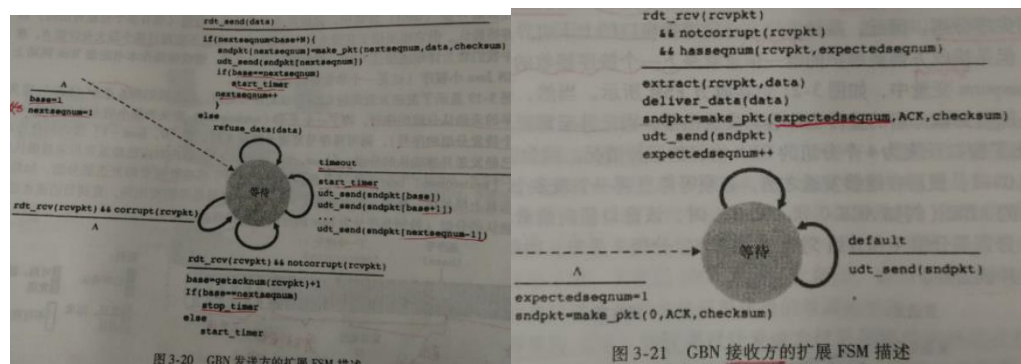 rdt_send(data)
if(nextseqnum<base+N){
sndpkt[nextseqnum]=make_pkt(nextseqnum,data,checksum)
udt_send(sndpkt[nextseqnum])
if(base==nextseqnum)
start_timer
nextseqnum++
}
else
rwfuse_data(data)
Λ
base=1
nextseqnum=1
timeout
start_timer
udt_send(sndpkt[base])
udt_send(sndpkt[base+1])
...
udt_send(sndpkt[nextseqnum-1])
等待
rdt_rcv(rcvpkt) && corrupt(rcvpkt)
Λ
rdt_rcv(rcvpkt) && notcorrupt(rcvpkt)
base=getacknum(rcvpkt)+1
If(base==nextseqnum)
stop_timer
else
start_timer
图 3-20 GBN 发送方的扩展 FSM 描述
rdt_rcv(rcvpkt)
&& notcorrupt(rcvpkt)
&& hasseqnum(rcvpkt,expectedseqnum)
extract(rcvpkt,data)
deliver_data(data)
sndpkt=make_pkt(expectedseqnum,ACK,checksum)
udt_send(sndpkt)
expectedseqnum++
等待
default
udt_send(sndpkt)
Λ
expectedseqnum=1
sndpkt=make_pkt(0,ACK,checksum)
图 3-21 GBN 接收方的扩展 FSM 描述